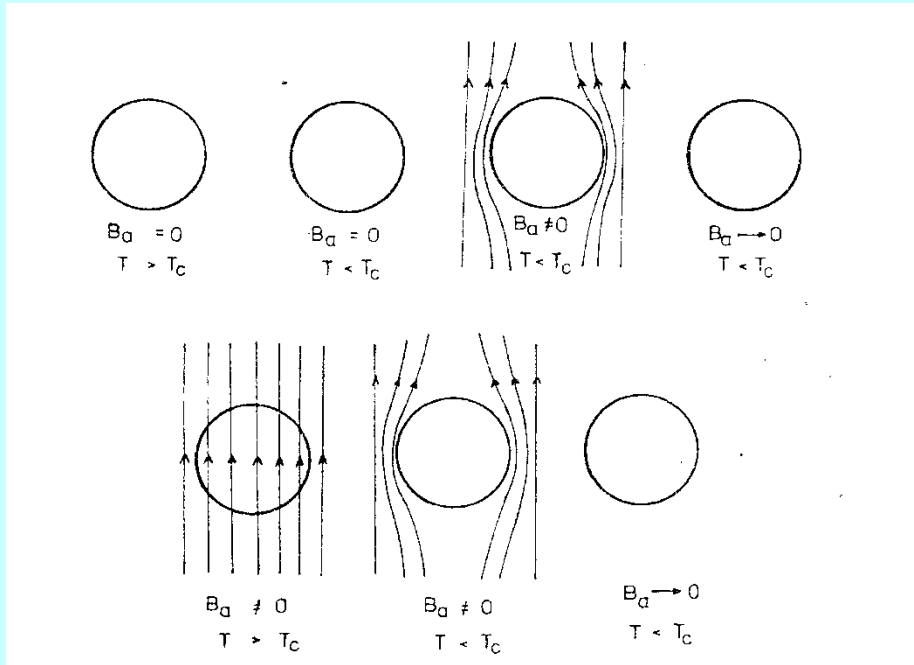 Ba = 0
T > Tc
Ba = 0
T < Tc
Ba ≠ 0
T < Tc
Ba → 0
T < Tc
Ba ≠ 0
T > Tc
Ba ≠ 0
T < Tc
Ba → 0
T < Tc